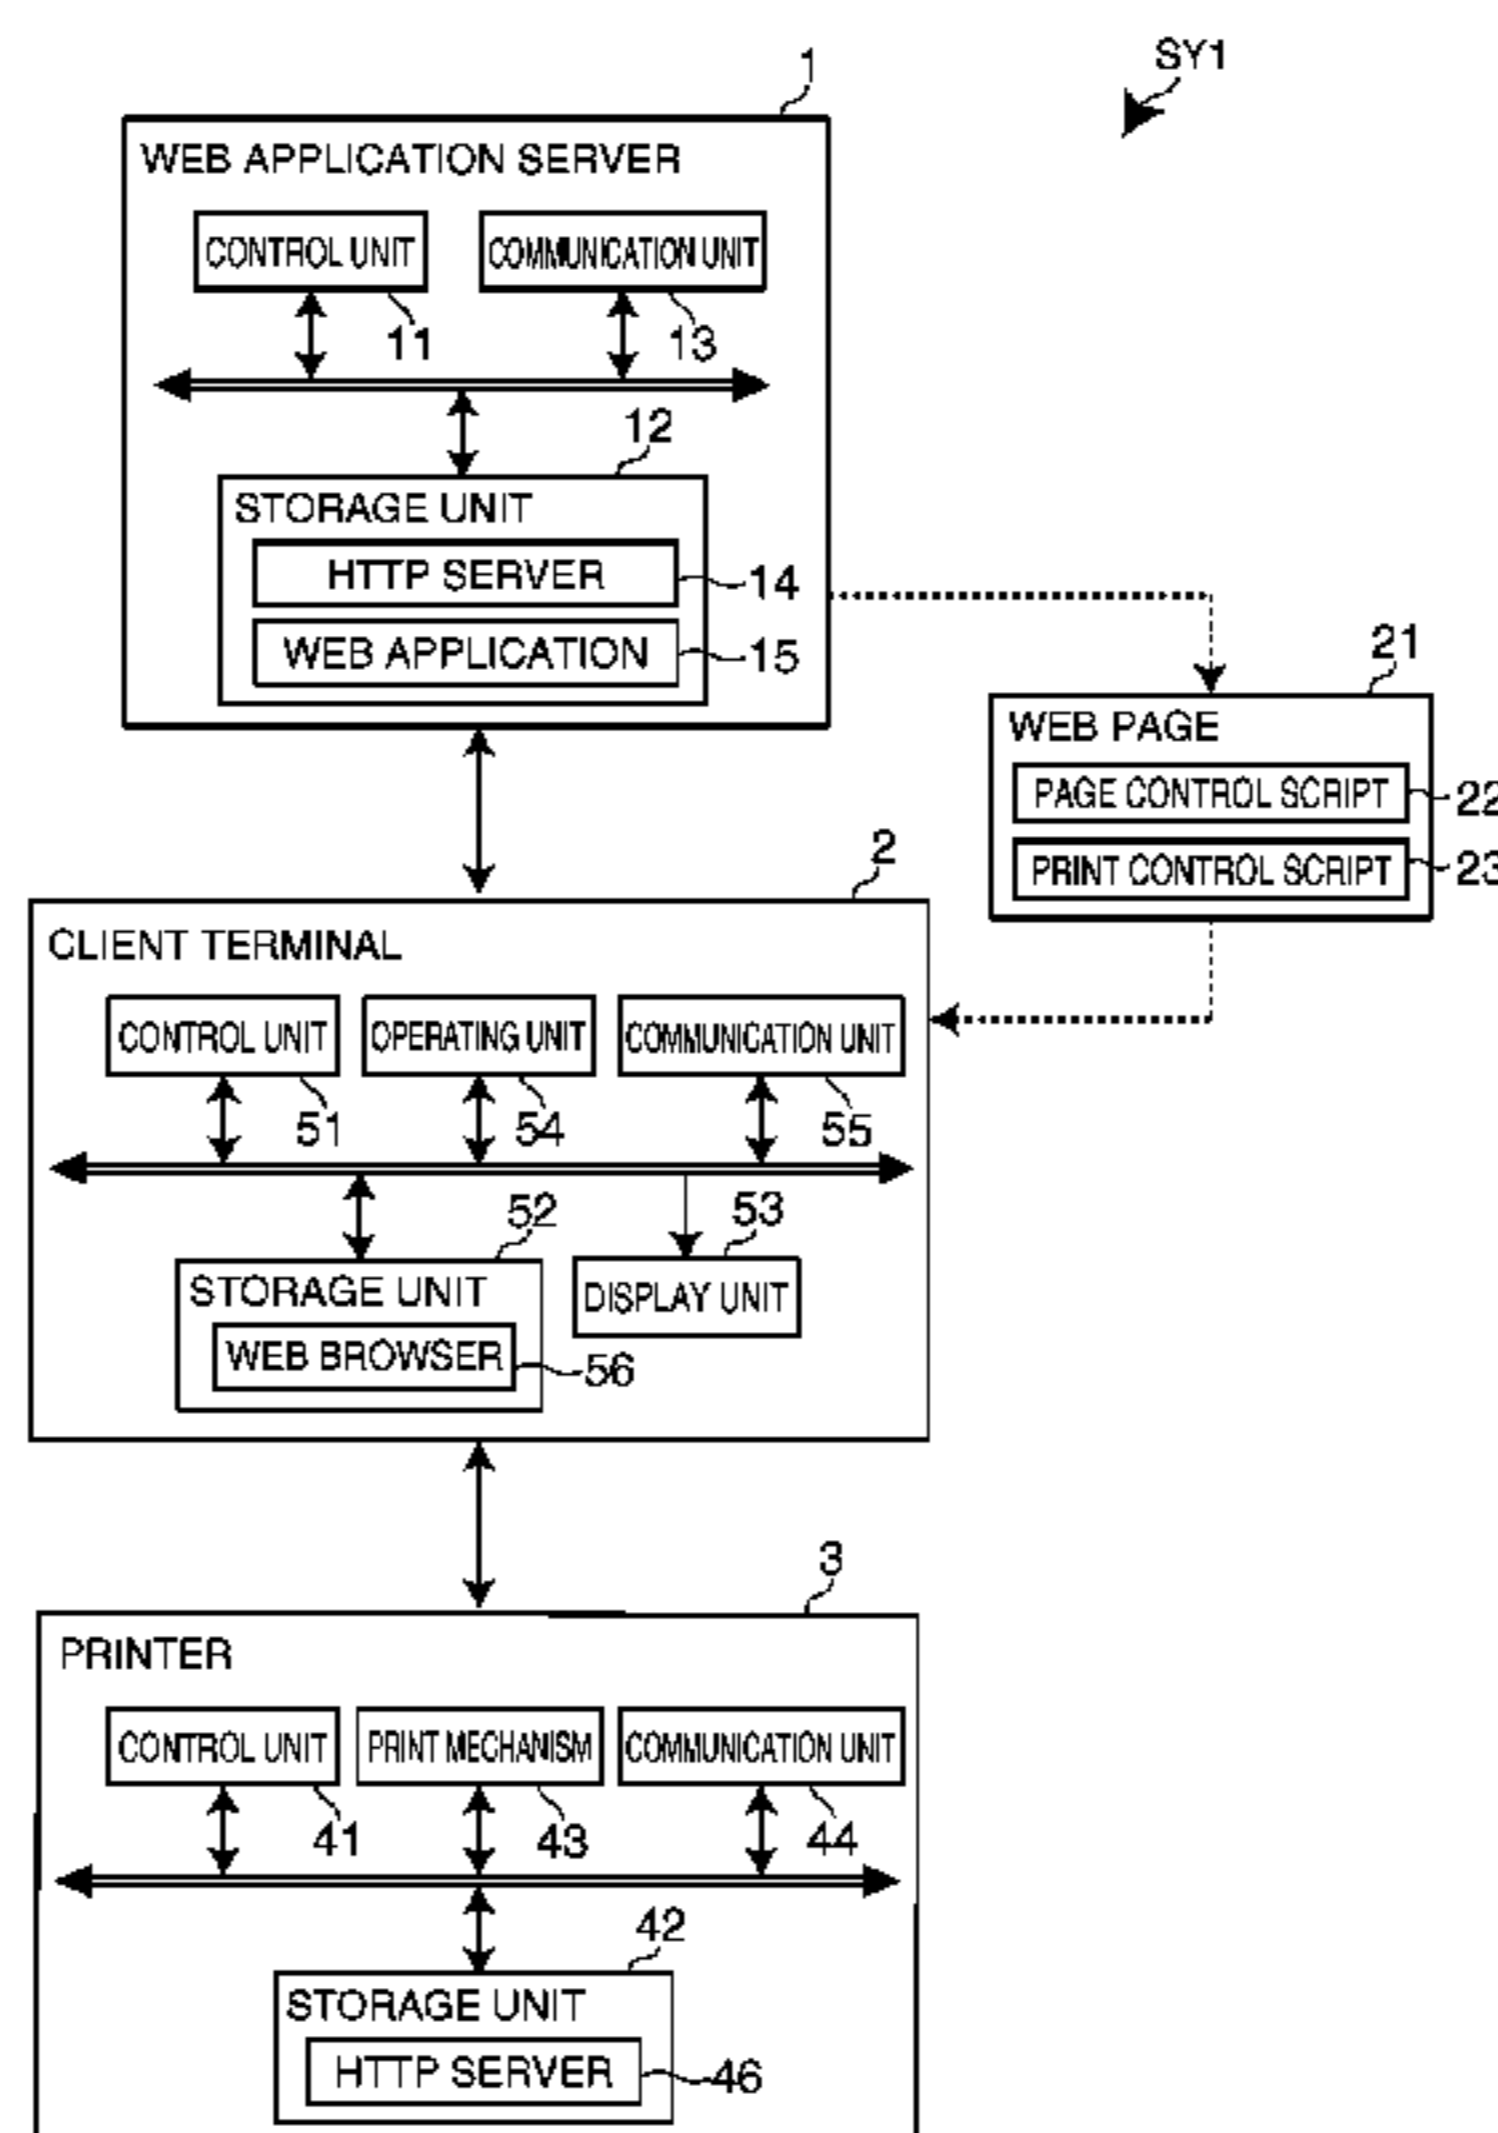 SY1
1
WEB APPLICATION SERVER
CONTROL UNIT
COMMUNICATION UNIT
11
13
12
STORAGE UNIT
HTTP SERVER
14
WEB APPLICATION
15
21
WEB PAGE
PAGE CONTROL SCRIPT
22
PRINT CONTROL SCRIPT
23
2
CLIENT TERMINAL
CONTROL UNIT
OPERATING UNIT
COMMUNICATION UNIT
51
54
55
52
53
STORAGE UNIT
DISPLAY UNIT
WEB BROWSER
56
3
PRINTER
CONTROL UNIT
PRINT MECHANISM
COMMUNICATION UNIT
41
43
44
42
STORAGE UNIT
HTTP SERVER
46